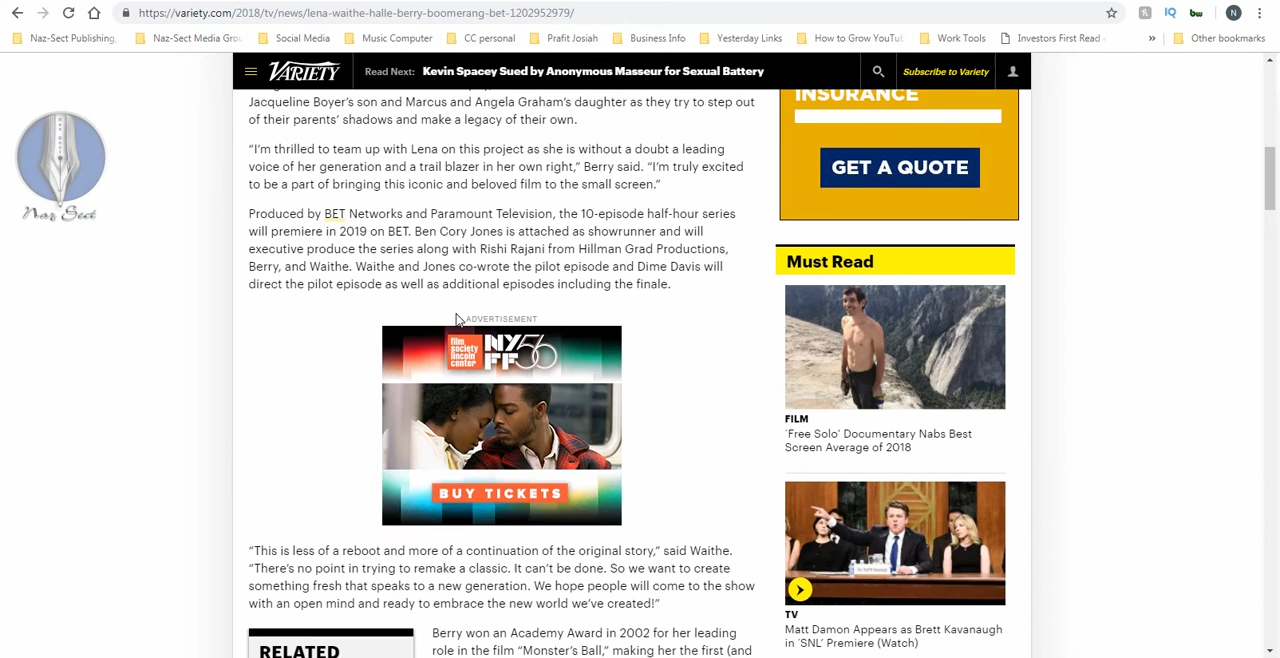 https://variety.com/2018/tv/news/lena-waithe-halle-berry-boomerang-bet-1202952979/
Naz-Sect Publishing, Naz-Sect Media Grou Social Media Music Computer CC personal Prafit Josiah Business Info Yesterday Links How to Grow YouTu Work Tools Investors First Read Other bookmarks
VARIETY Read Next: Kevin Spacey Sued by Anonymous Masseur for Sexual Battery Subscribe to Variety
Jacqueline Boyer's son and Marcus and Angela Graham's daughter as they try to step out
of their parents' shadows and make a legacy of their own.
“I'm thrilled to team up with Lena on this project as she is without a doubt a leading
voice of her generation and a trail blazer in her own right,” Berry said. “I'm truly excited
to be a part of bringing this iconic and beloved film to the small screen.”
Produced by BET Networks and Paramount Television, the 10-episode half-hour series
will premiere in 2019 on BET. Ben Cory Jones is attached as showrunner and will
executive produce the series along with Rishi Rajani from Hillman Grad Productions,
Berry, and Waithe. Waithe and Jones co-wrote the pilot episode and Dime Davis will
direct the pilot episode as well as additional episodes including the finale.
ADVERTISEMENT
film
society
lincoln
center
NY
FF
56
BUY TICKETS
“This is less of a reboot and more of a continuation of the original story,” said Waithe.
“There's no point in trying to remake a classic. It can't be done. So we want to create
something fresh that speaks to a new generation. We hope people will come to the show
with an open mind and ready to embrace the new world we've created!”
RELATED
Berry won an Academy Award in 2002 for her leading
role in the film “Monster's Ball,” making her the first (and
INSURANCE
GET A QUOTE
Must Read
FILM
‘Free Solo’ Documentary Nabs Best
Screen Average of 2018
TV
Matt Damon Appears as Brett Kavanaugh
in ‘SNL’ Premiere (Watch)
Naz Sect
N
IQ
bw